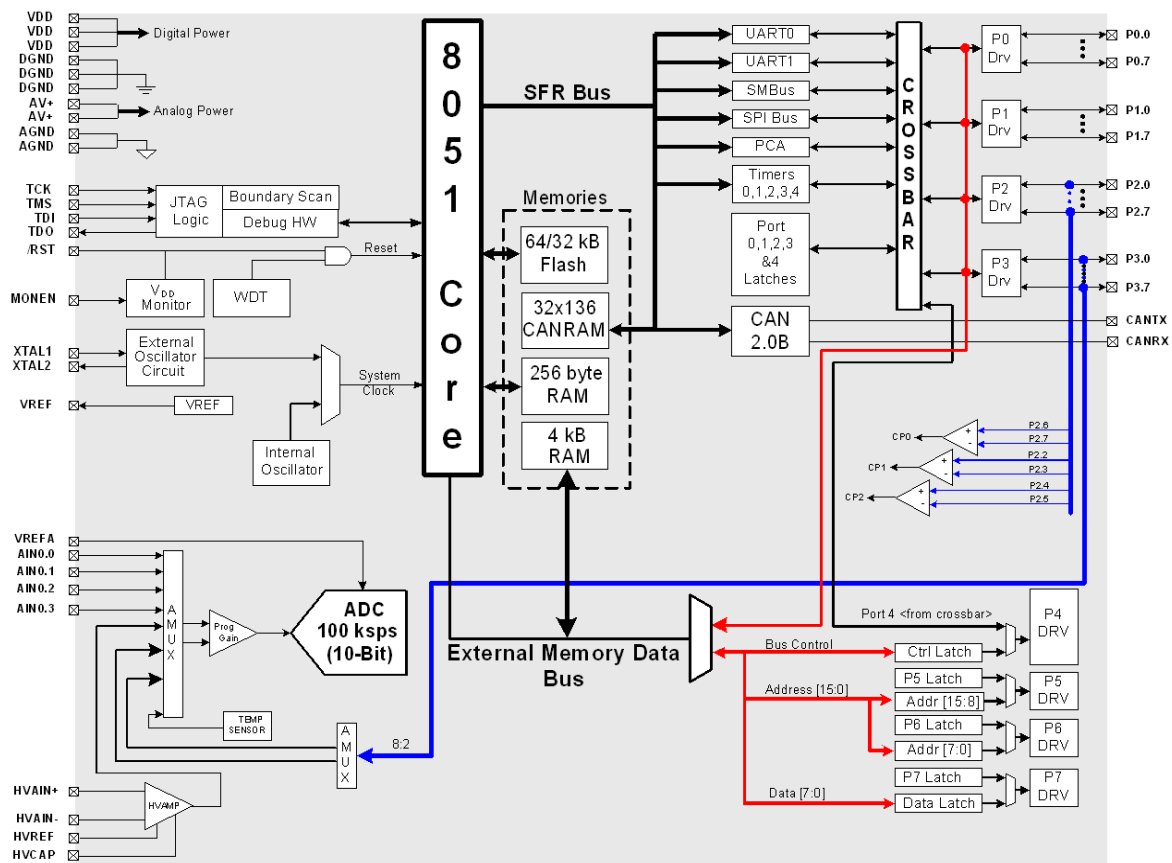 VDD
VDD
VDD
Digital Power
DGND
DGND
DGND
AV+
AV+
Analog Power
AGND
AGND
TCK
TMS
TDI
TDO
JTAG
Logic
Boundary Scan
Debug HW
/RST
Reset
MONEN
VDD
Monitor
WDT
XTAL1
XTAL2
External
Oscillator
Circuit
System
Clock
VREF
VREF
Internal
Oscillator
8051 Core
SFR Bus
Memories
64/32 kB
Flash
32x136
CANRAM
256 byte
RAM
4 kB
RAM
UART0
UART1
SMBus
SPI Bus
PCA
Timers
0,1,2,3,4
Port
0,1,2,3
&4
Latches
CAN
2.0B
CROSSBAR
P0
Drv
P1
Drv
P2
Drv
P3
Drv
P0.0
P0.7
P1.0
P1.7
P2.0
P2.7
P3.0
P3.7
CANTX
CANRX
CP0
+
-
P2.6
P2.7
CP1
+
-
P2.2
P2.3
CP2
+
-
P2.4
P2.5
VREFA
AIN0.0
AIN0.1
AIN0.2
AIN0.3
AMUX
Prog
Gain
ADC
100 ksps
(10-Bit)
TEMP
SENSOR
AMUX
8:2
HVAIN+
HVAIN-
HVREF
HVCAP
HVAMP
External Memory Data
Bus
Port 4 <from crossbar>
Bus Control
Ctrl Latch
P4
DRV
Address [15:0]
P5 Latch
Addr [15:8]
P5
DRV
P6 Latch
Addr [7:0]
P6
DRV
Data [7:0]
P7 Latch
Data Latch
P7
DRV